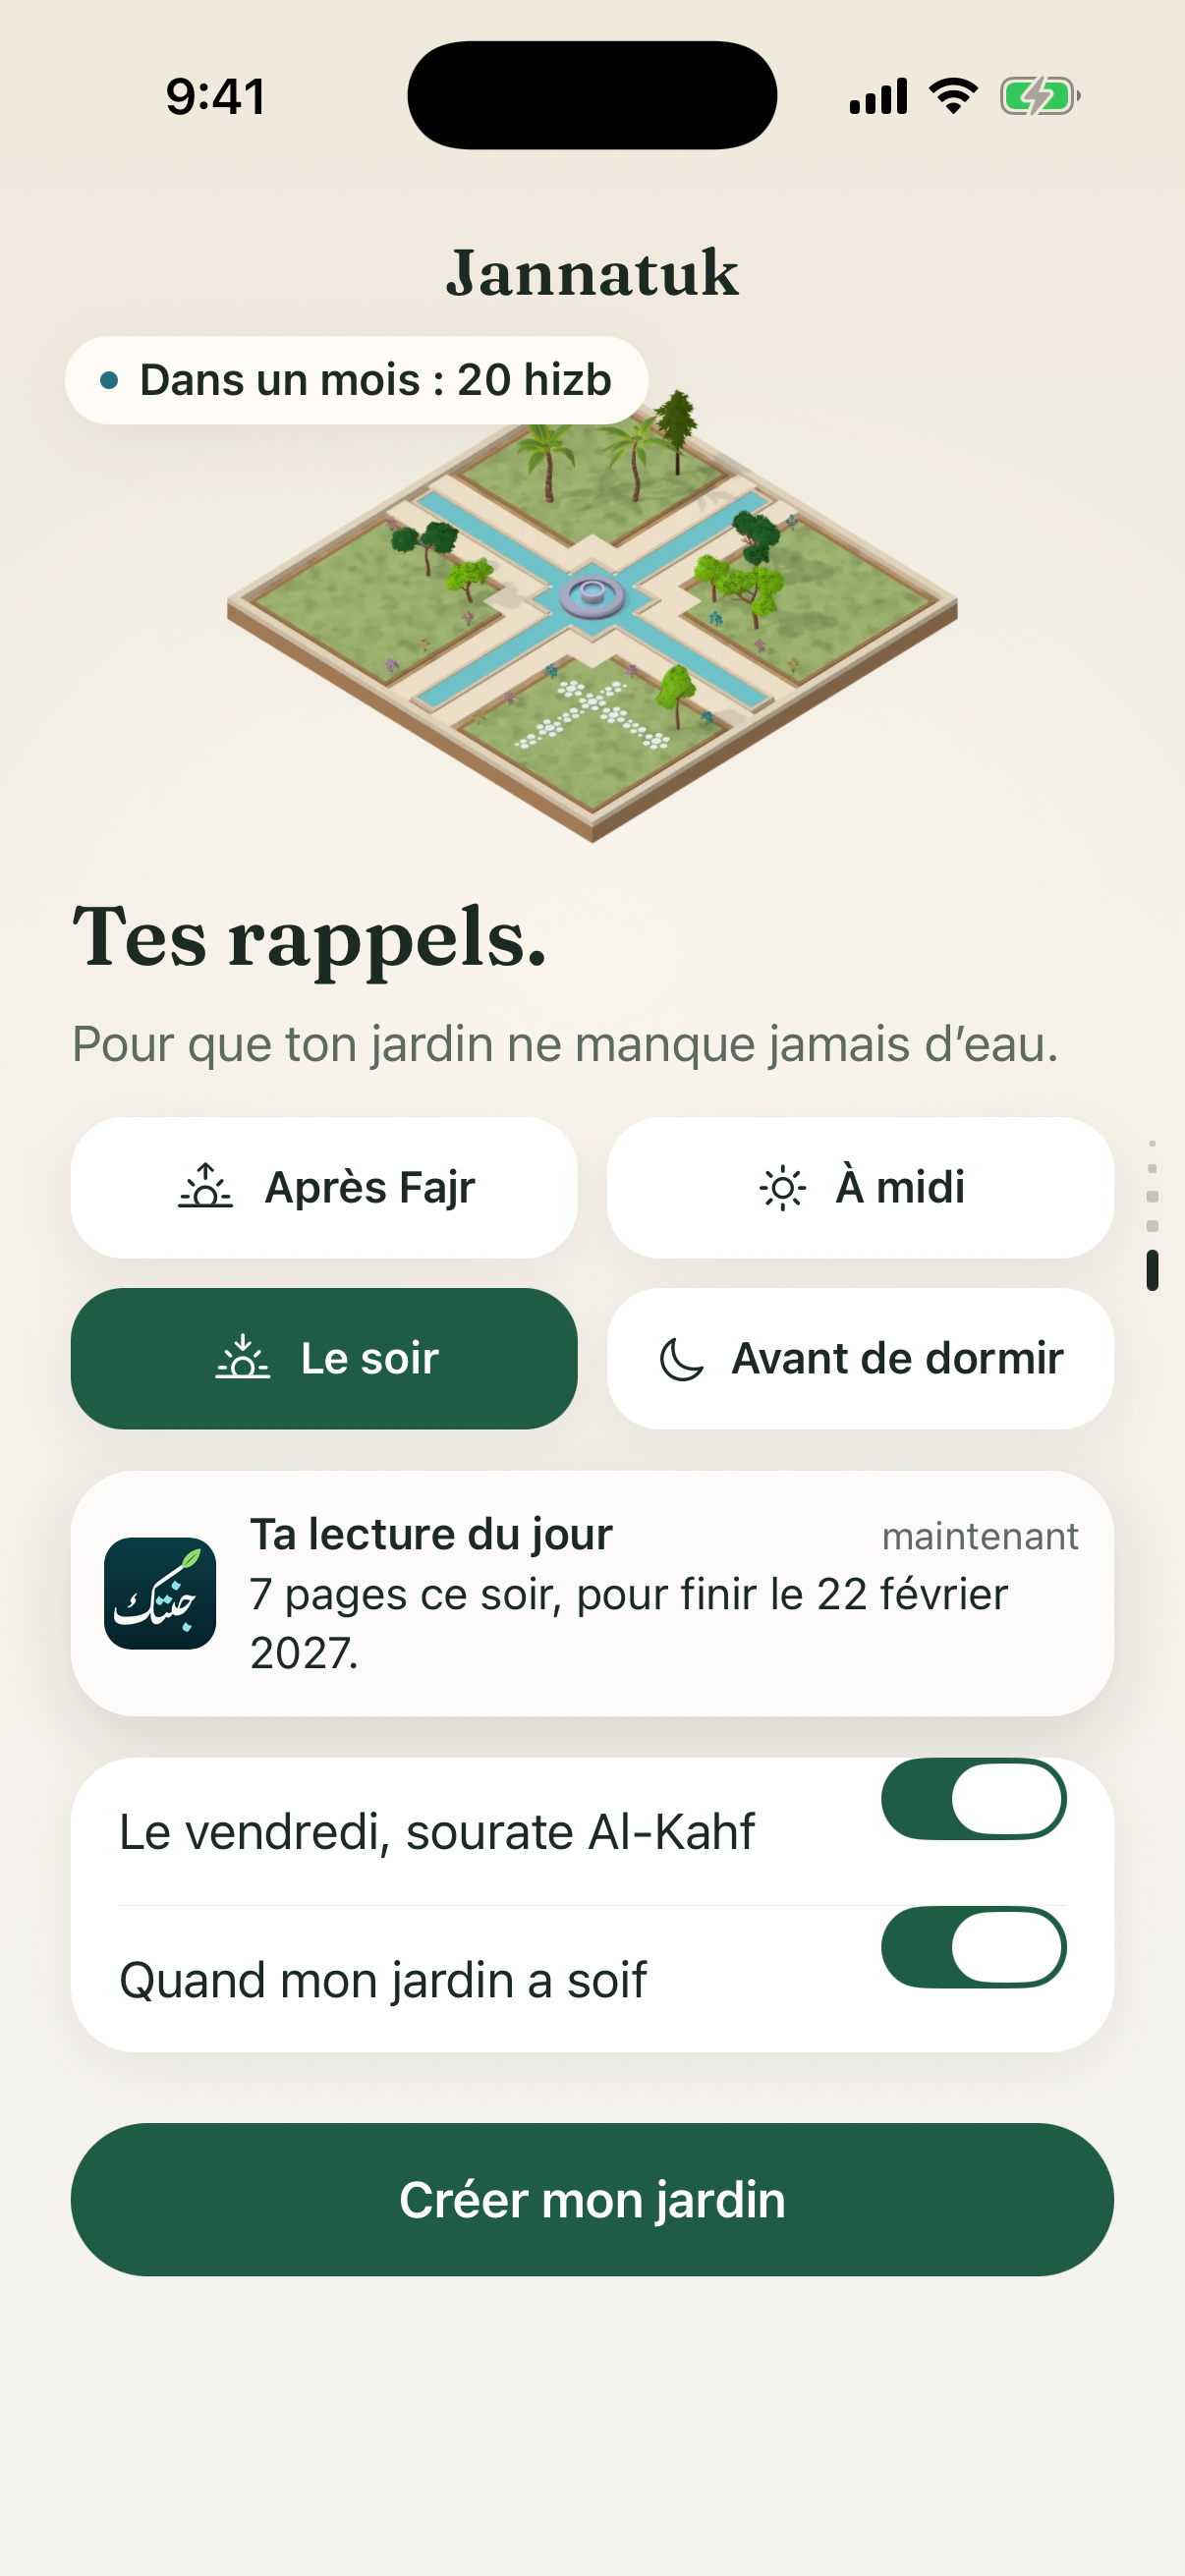 9:41
Jannatuk
Dans un mois : 20 hizb
Tes rappels.
Pour que ton jardin ne manque jamais d’eau.
Après Fajr
À midi
Le soir
Avant de dormir
Ta lecture du jour
maintenant
جنتك
7 pages ce soir, pour finir le 22 février
2027.
Le vendredi, sourate Al-Kahf
Quand mon jardin a soif
Créer mon jardin